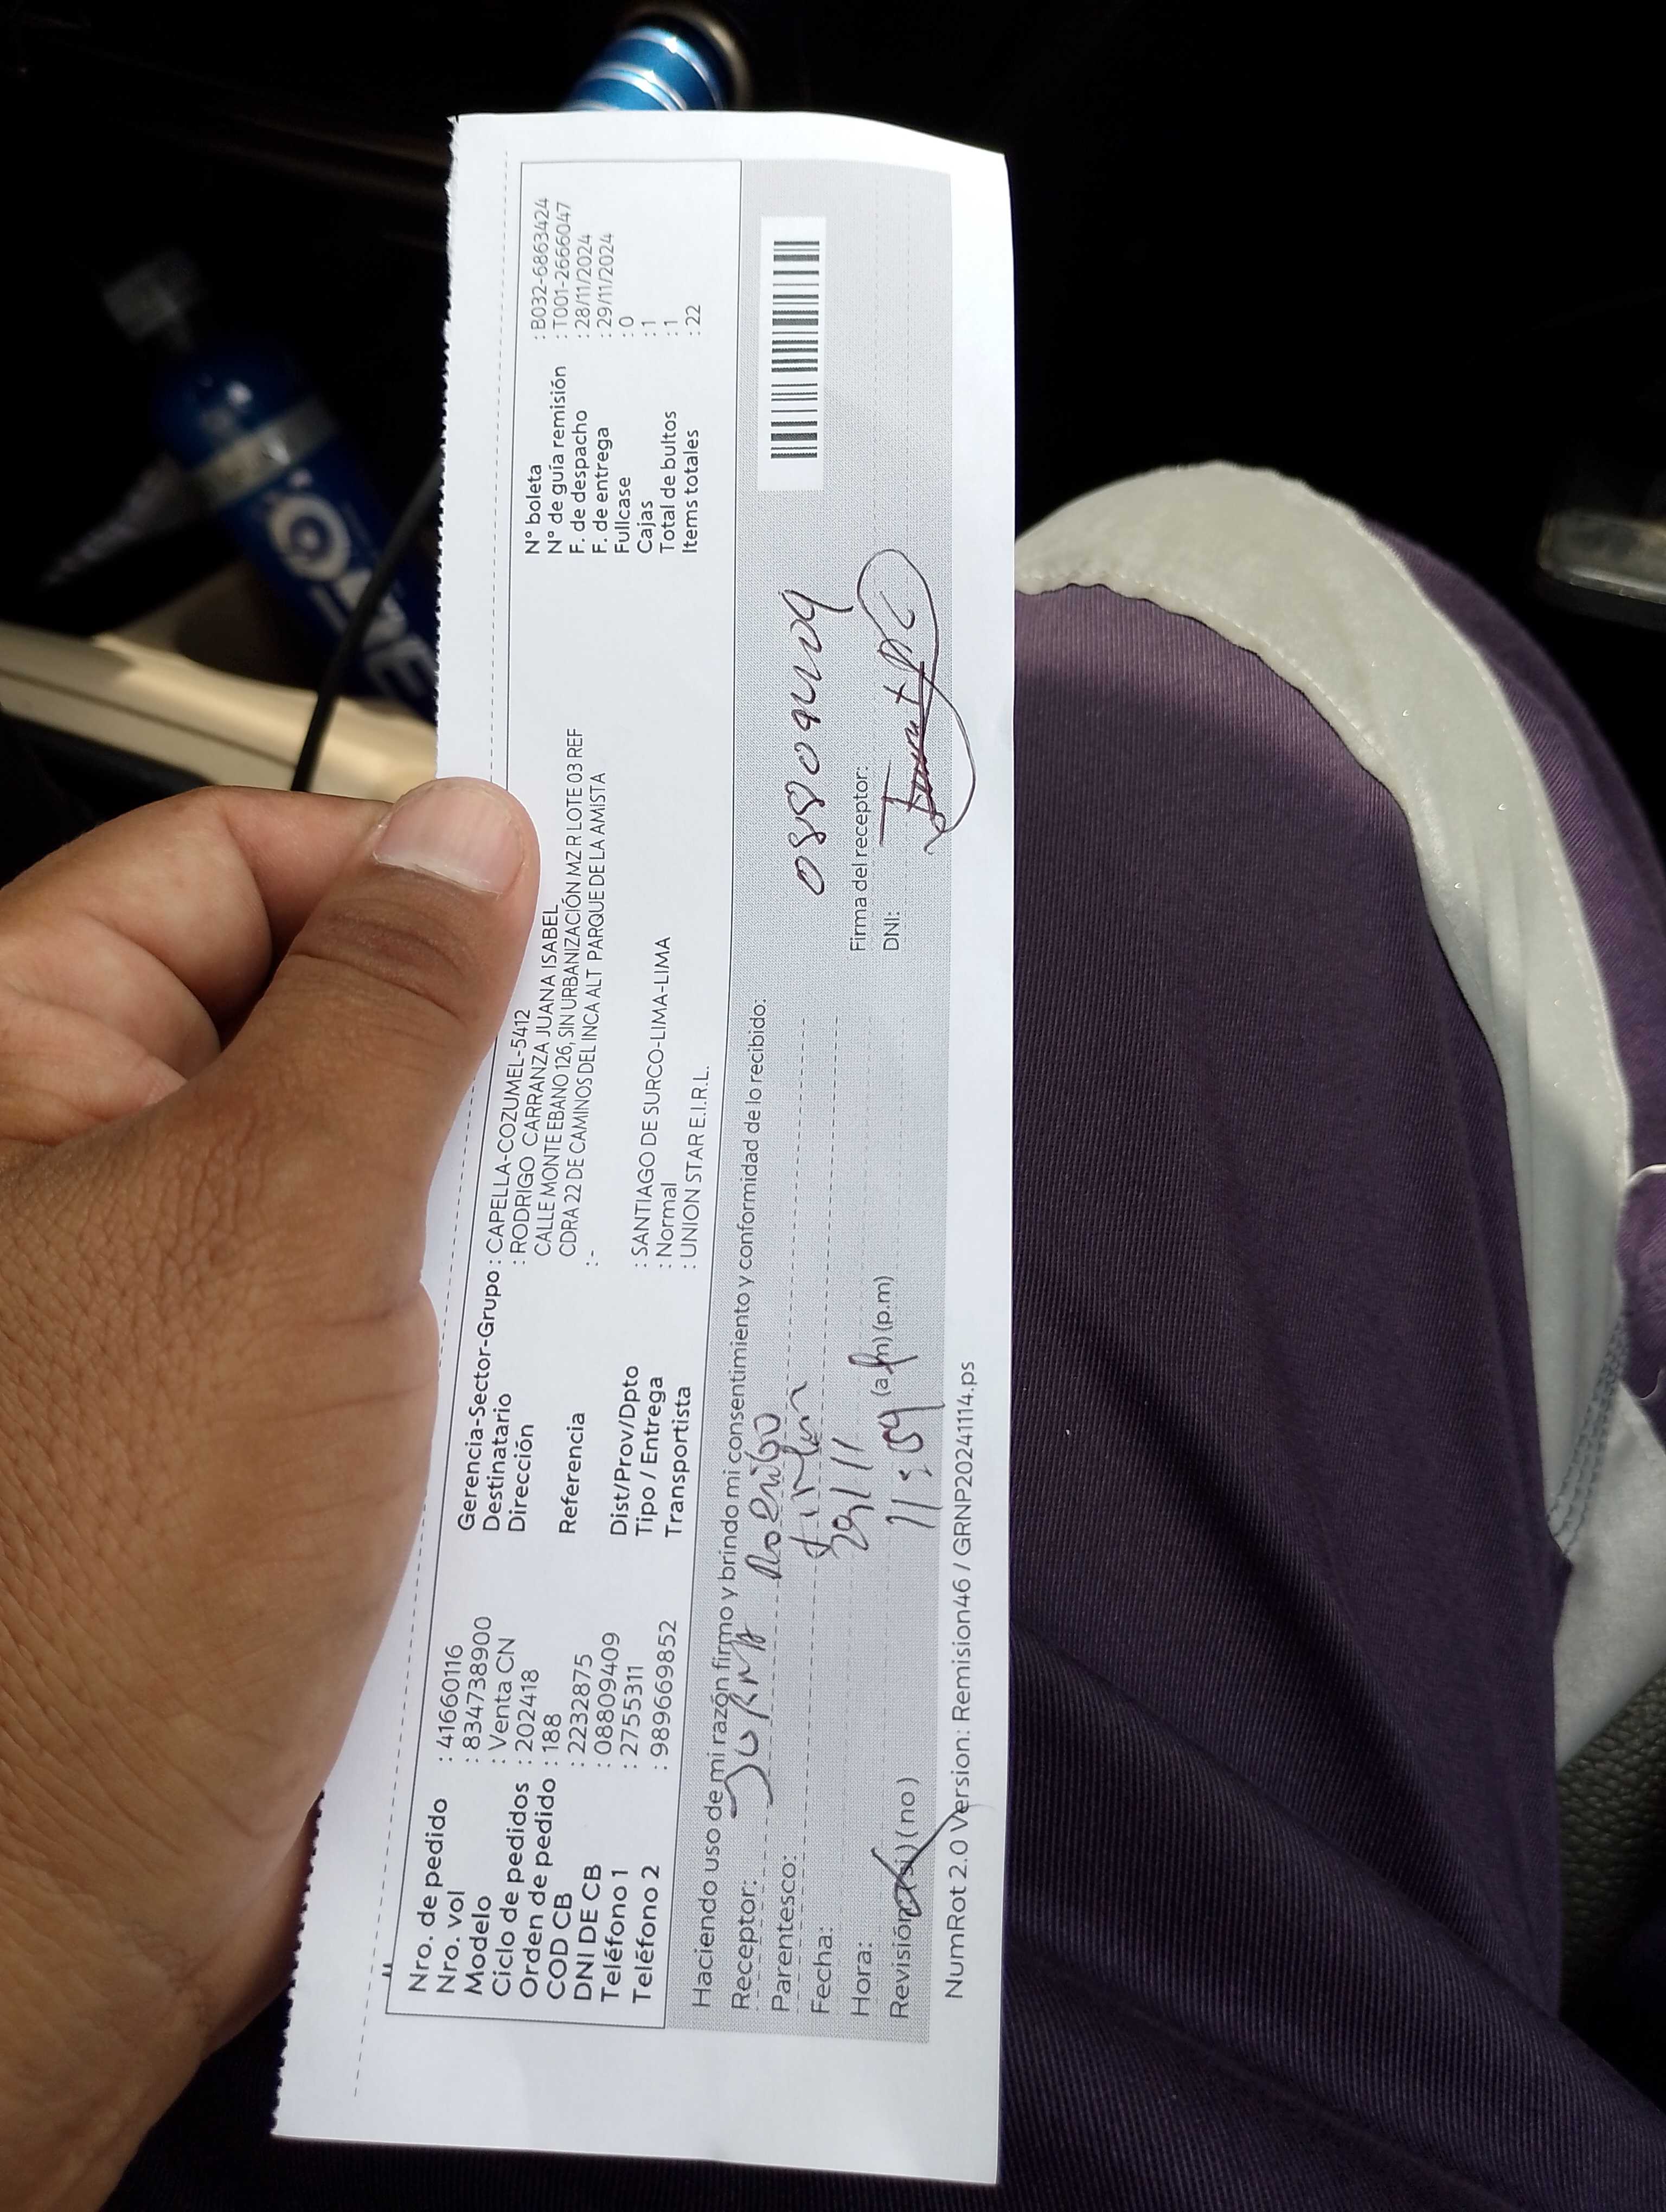 Nro. de pedido : 41660116
Nro. vol : 834738900
Modelo : Venta CN
Ciclo de pedidos : 202418
Orden de pedido : 188
COD CB : 2232875
DNI DE CB : 08809409
Teléfono 1 : 2755311
Teléfono 2 : 989669852
Gerencia-Sector-Grupo : CAPELLA-COZUMEL-5412
Destinatario : RODRIGO CARRANZA JUANA ISABEL
Dirección CALLE MONTE EBANO 126, SIN URBANIZACIÓN MZ R LOTE 03 REF
CDRA 22 DE CAMINOS DEL INCA ALT PARQUE DE LA AMISTA
Referencia : -
Dist/Prov/Dpto : SANTIAGO DE SURCO-LIMA-LIMA
Tipo / Entrega : Normal
Transportista : UNION STAR E.I.R.L.
N° boleta : B032-6863424
N° de guía remisión : T001-2666047
F. de despacho : 28/11/2024
F. de entrega : 29/11/2024
Fullcase : 0
Cajas : 1
Total de bultos : 1
Items totales : 22
Haciendo uso de mi razón firmo y brindo mi consentimiento y conformidad de lo recibido:
Receptor: Juana Rodrigo
Parentesco: titular
Fecha: 29/11
Hora: 11:09 (a.m) (p.m)
Revisión (si) (no)
08809409
Firma del receptor:
DNI:
NumRot 2.0 Version: Remision46 / GRNP20241114.ps